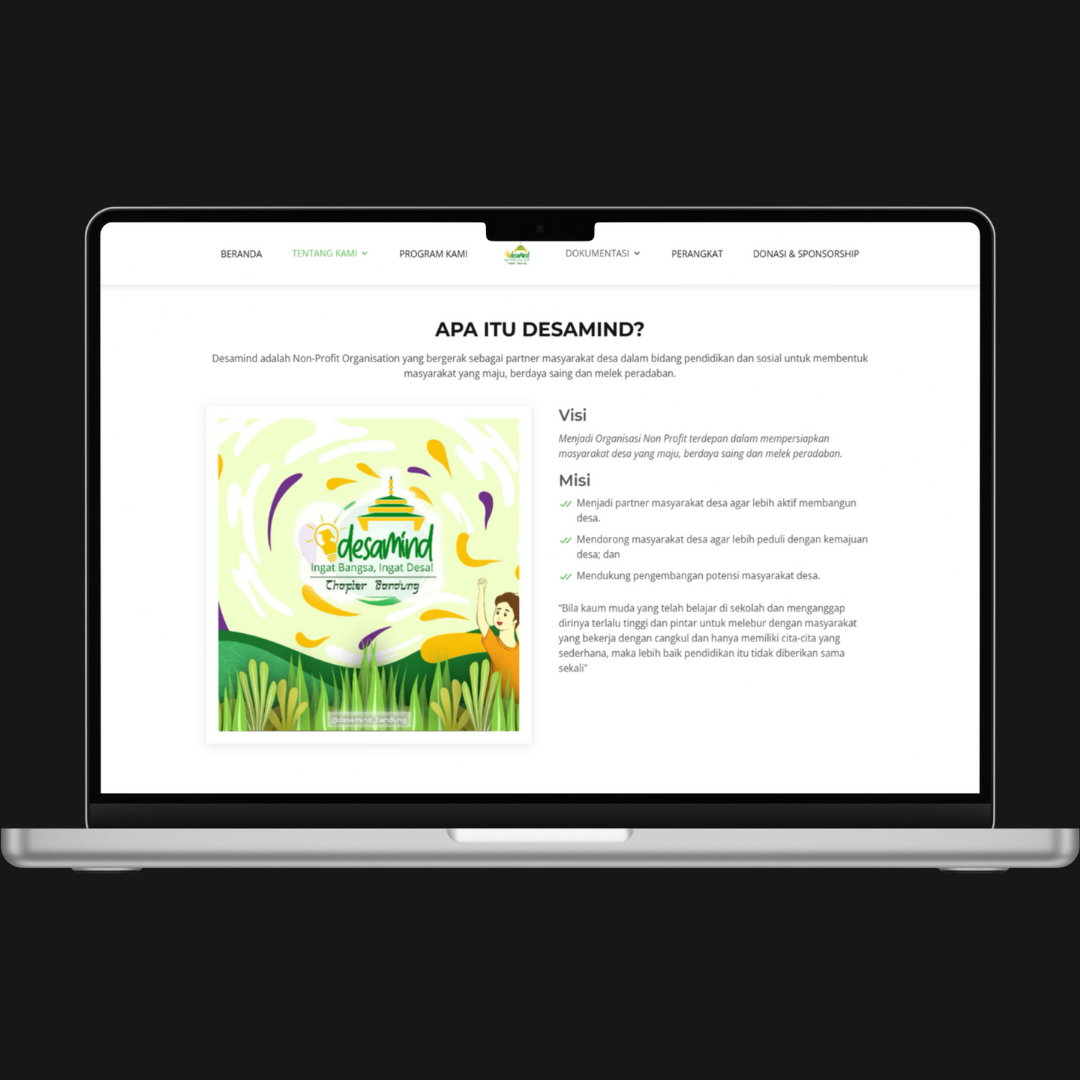 BERANDA TENTANG KAMI PROGRAM KAMI desamind DOKUMENTASI PERANGKAT DONASI & SPONSORSHIP
APA ITU DESAMIND?
Desamind adalah Non-Profit Organisation yang bergerak sebagai partner masyarakat desa dalam bidang pendidikan dan sosial untuk membentuk
masyarakat yang maju, berdaya saing dan melek peradaban.
desamind
Ingat Bangsa, Ingat Desa!
Chapter Bandung
@desamind_bandung
Visi
Menjadi Organisasi Non Profit terdepan dalam mempersiapkan
masyarakat desa yang maju, berdaya saing dan melek peradaban.
Misi
Menjadi partner masyarakat desa agar lebih aktif membangun
desa.
Mendorong masyarakat desa agar lebih peduli dengan kemajuan
desa; dan
Mendukung pengembangan potensi masyarakat desa.
"Bila kaum muda yang telah belajar di sekolah dan menganggap
dirinya terlalu tinggi dan pintar untuk melebur dengan masyarakat
yang bekerja dengan cangkul dan hanya memiliki cita-cita yang
sederhana, maka lebih baik pendidikan itu tidak diberikan sama
sekali"